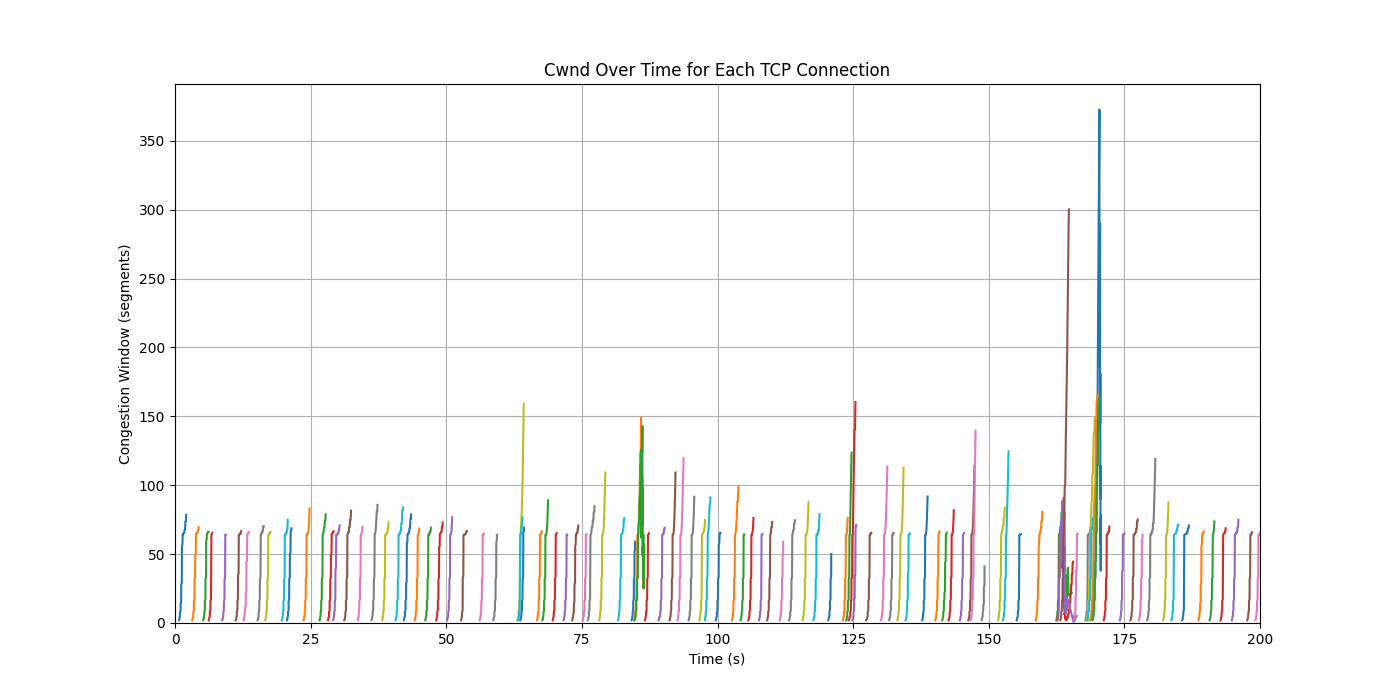 Cwnd Over Time for Each TCP Connection
Congestion Window (segments)
350
300
250
200
150
100
50
0
0 25 50 75 100 125 150 175 200
Time (s)